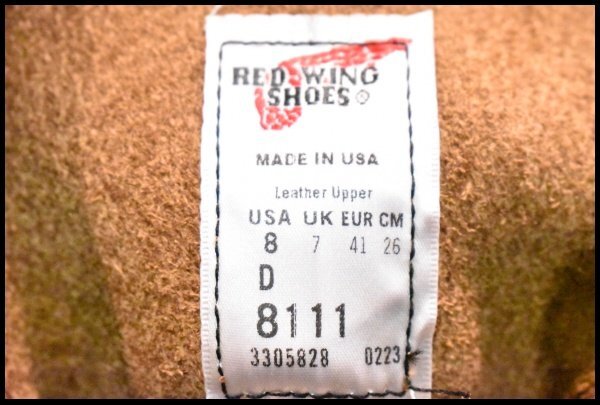 RED WING
SHOES ®
MADE IN USA
Leather Upper
USA UK EUR CM
8 7 41 26
D
8111
3305828 0223